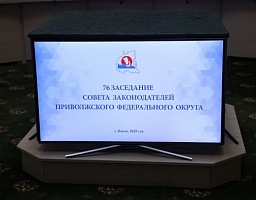 76 ЗАСЕДАНИЕ
СОВЕТА ЗАКОНОДАТЕЛЕЙ
ПРИВОЛЖСКОГО ФЕДЕРАЛЬНОГО ОКРУГА